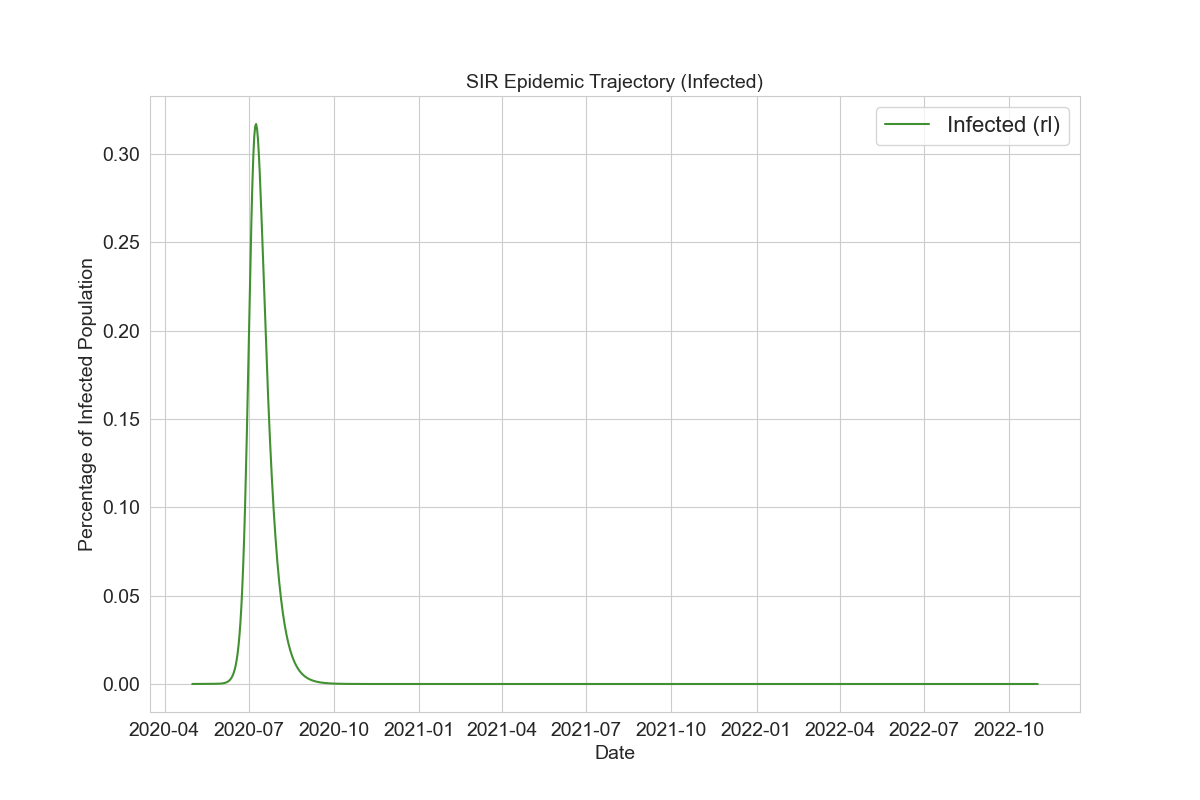 SIR Epidemic Trajectory (Infected)
Infected (rI)
Percentage of Infected Population
0.30
0.25
0.20
0.15
0.10
0.05
0.00
2020-04 2020-07 2020-10 2021-01 2021-04 2021-07 2021-10 2022-01 2022-04 2022-07 2022-10
Date